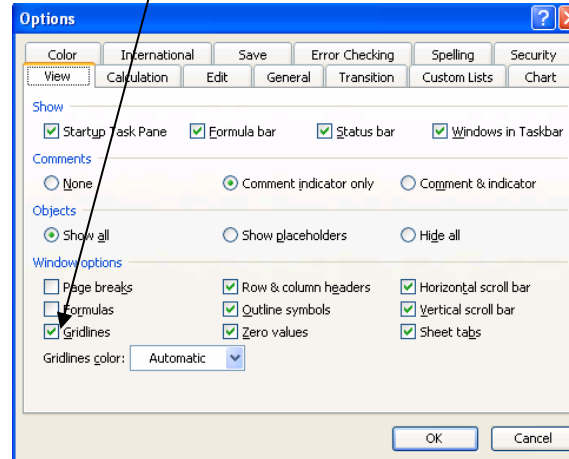 Options
Color International Save Error Checking Spelling Security
View Calculation Edit General Transition Custom Lists Chart
Show
Startup Task Pane Formula bar Status bar Windows in Taskbar
Comments
None Comment indicator only Comment & indicator
Objects
Show all Show placeholders Hide all
Window options
Page breaks Row & column headers Horizontal scroll bar
Formulas Outline symbols Vertical scroll bar
Gridlines Zero values Sheet tabs
Gridlines color: Automatic
OK Cancel